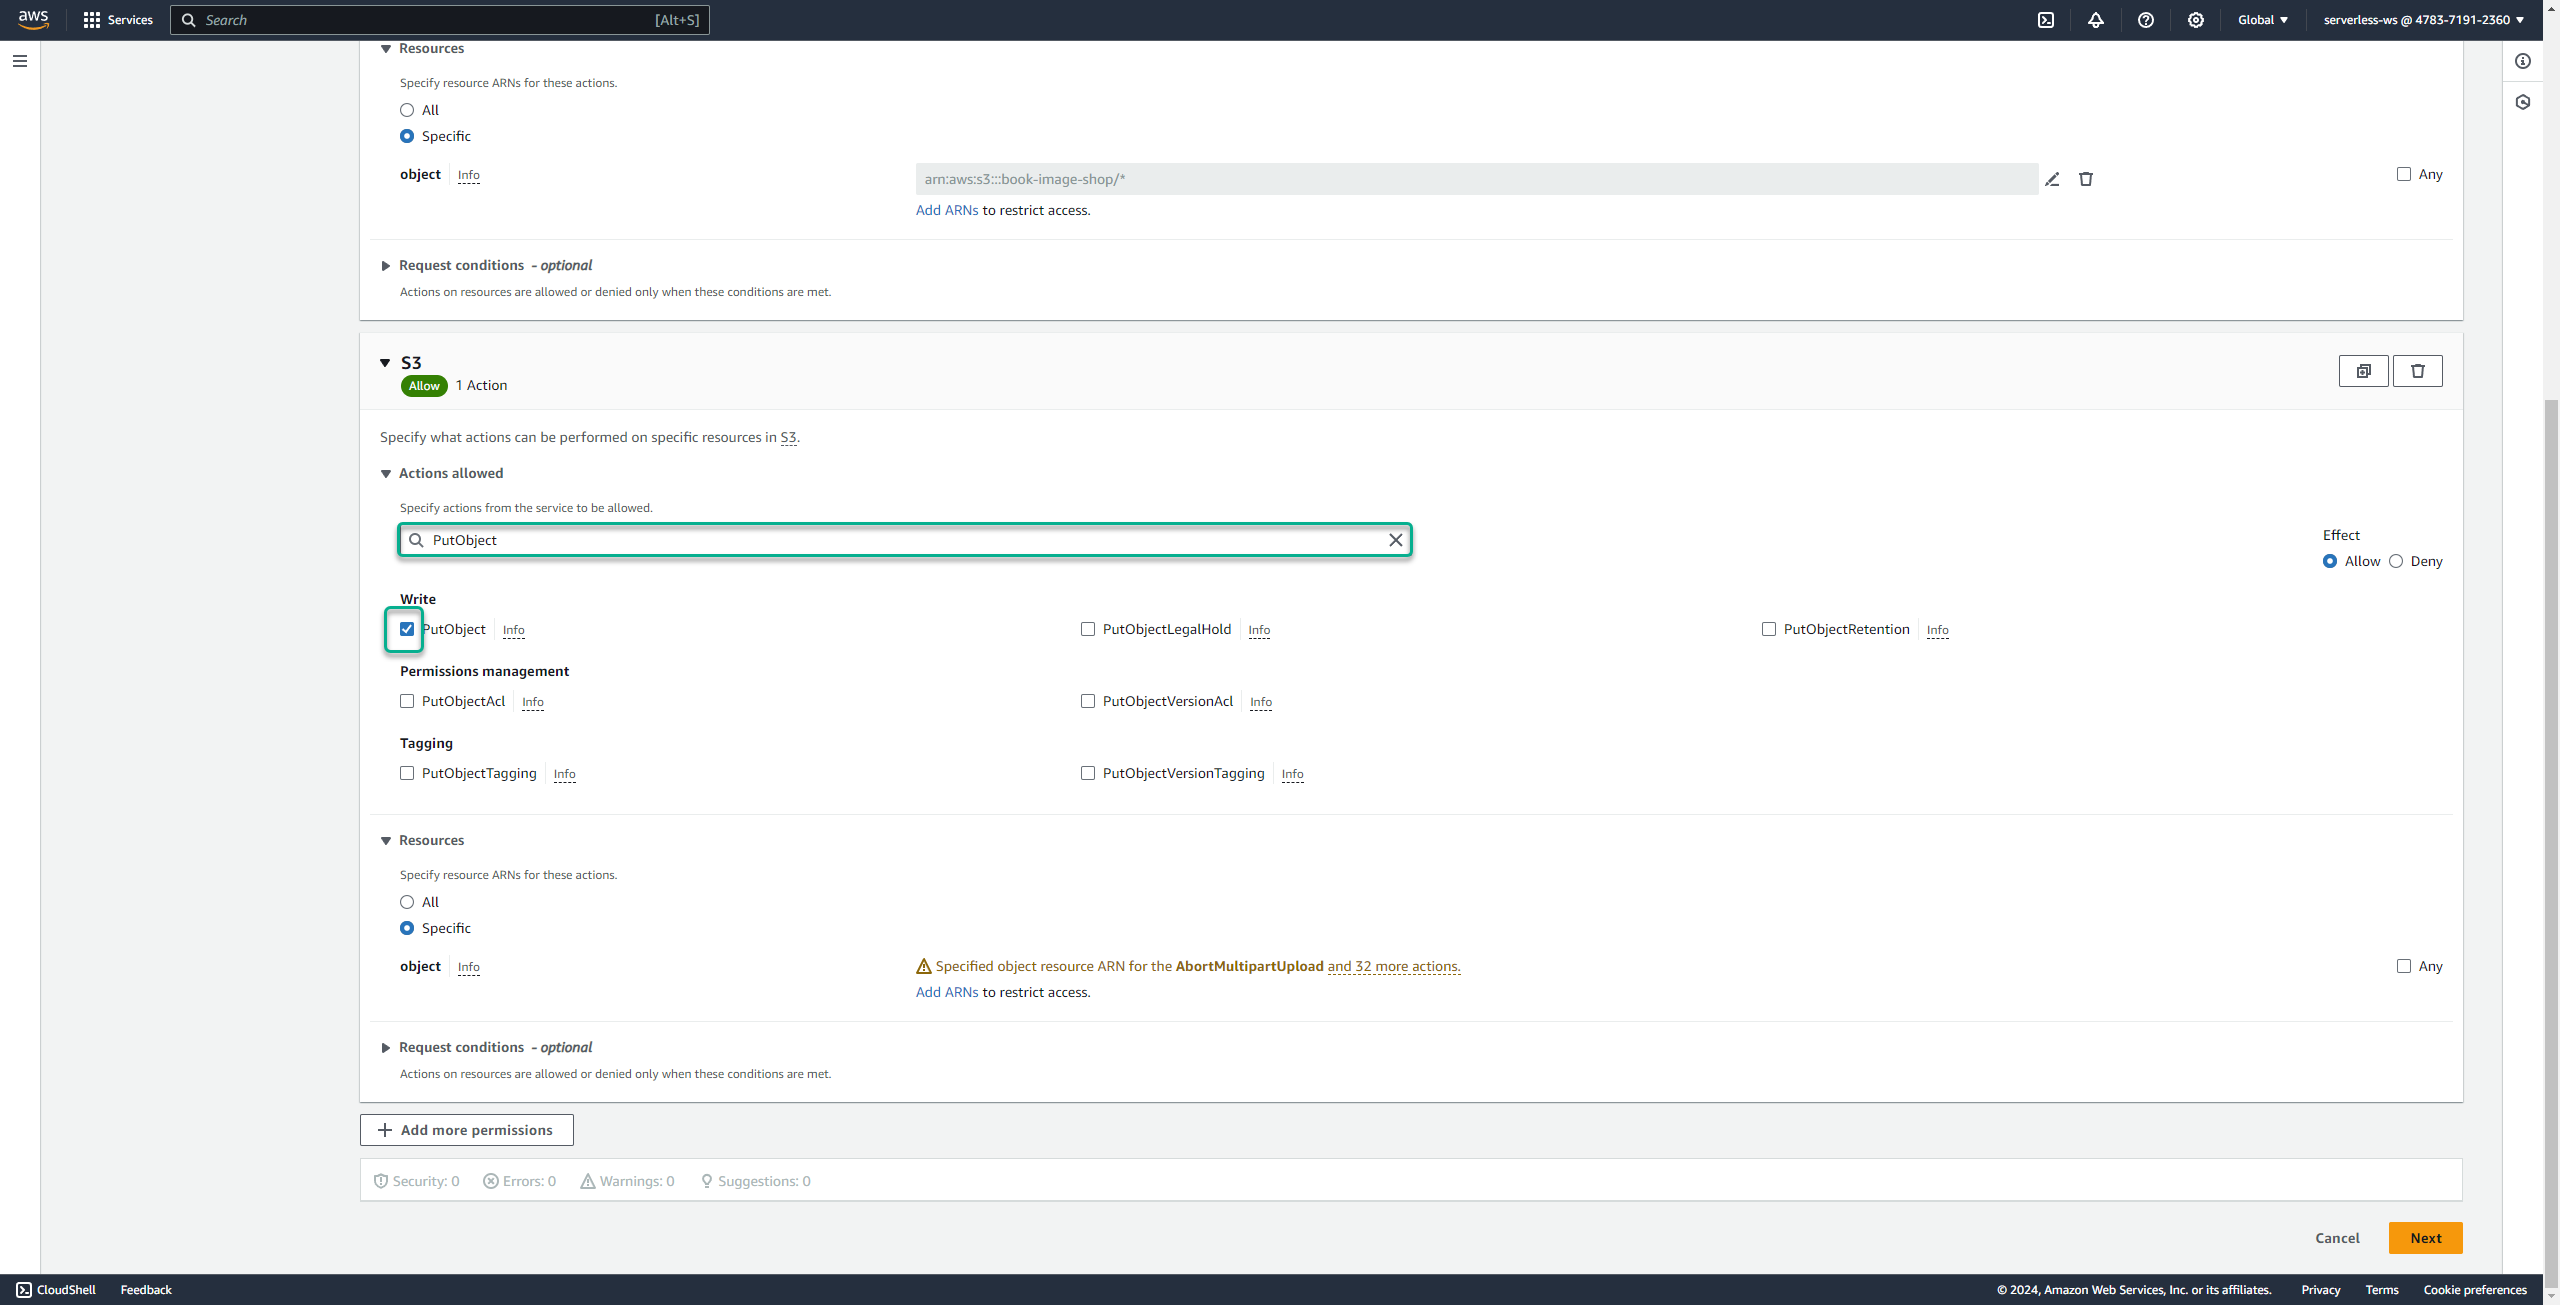 aws
Services
Search
[Alt+S]
Global
serverless-ws @ 4783-7191-2360
Resources
Specify resource ARNs for these actions.
All
Specific
object Info
arn:aws:s3:::book-image-shop/*
Any
Add ARNs to restrict access.
Request conditions - optional
Actions on resources are allowed or denied only when these conditions are met.
S3
Allow 1 Action
Specify what actions can be performed on specific resources in S3.
Actions allowed
Specify actions from the service to be allowed.
PutObject
Effect
Allow Deny
Write
PutObject Info
PutObjectLegalHold Info
PutObjectRetention Info
Permissions management
PutObjectAcl Info
PutObjectVersionAcl Info
Tagging
PutObjectTagging Info
PutObjectVersionTagging Info
Resources
Specify resource ARNs for these actions.
All
Specific
object Info
Specified object resource ARN for the AbortMultipartUpload and 32 more actions.
Any
Add ARNs to restrict access.
Request conditions - optional
Actions on resources are allowed or denied only when these conditions are met.
Add more permissions
Security: 0 Errors: 0 Warnings: 0 Suggestions: 0
Cancel Next
CloudShell Feedback
© 2024, Amazon Web Services, Inc. or its affiliates. Privacy Terms Cookie preferences